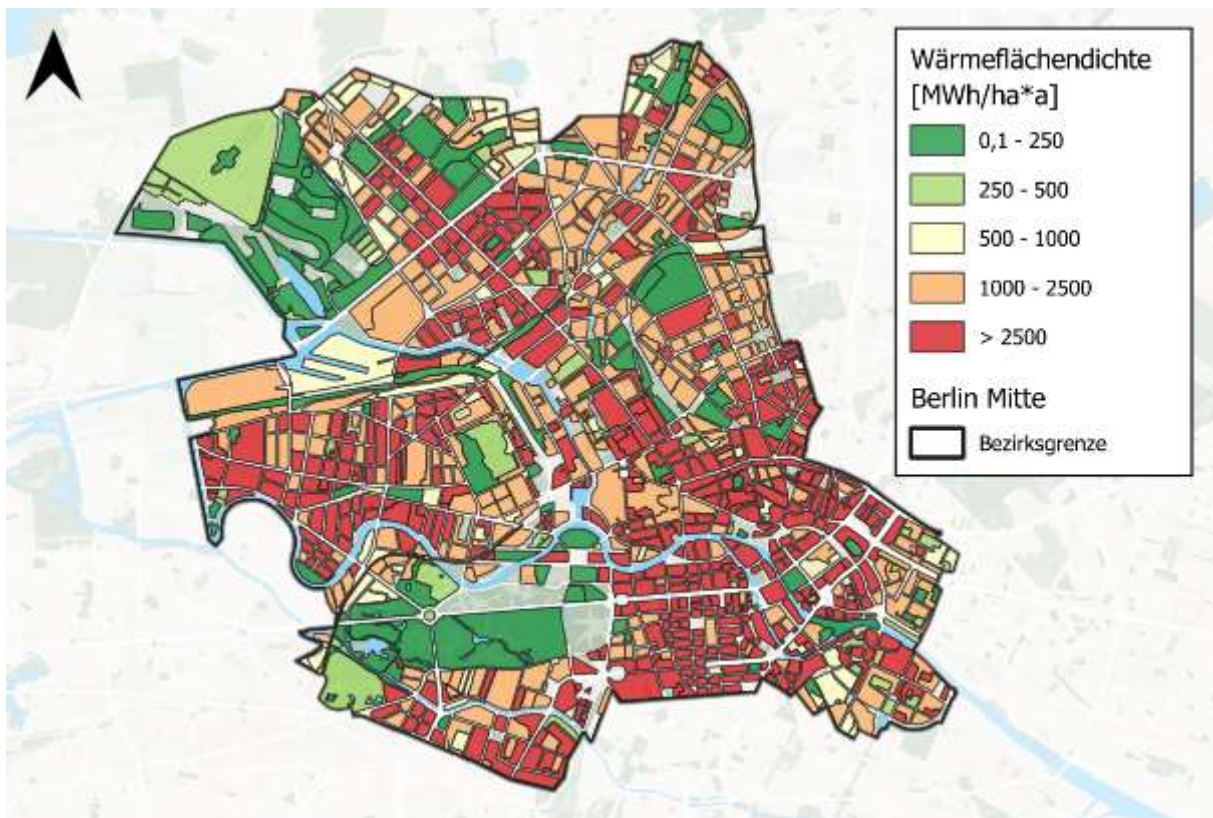 Wärmeflächendichte
[MWh/ha*a]
0,1 - 250
250 - 500
500 - 1000
1000 - 2500
> 2500
Berlin Mitte
Bezirksgrenze